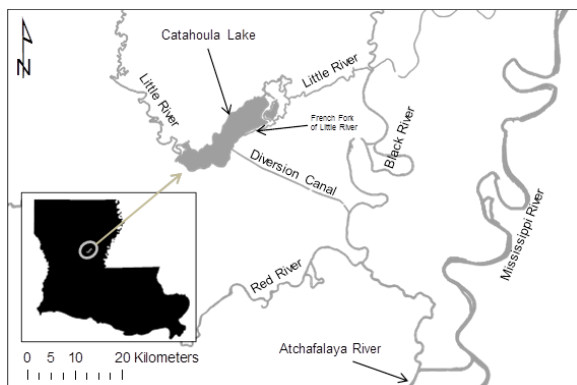 Catahoula Lake
N
Little River
Little River
French Fork
of Little River
Black River
Diversion Canal
Mississippi River
Red River
Atchafalaya River
0 5 10 20 Kilometers